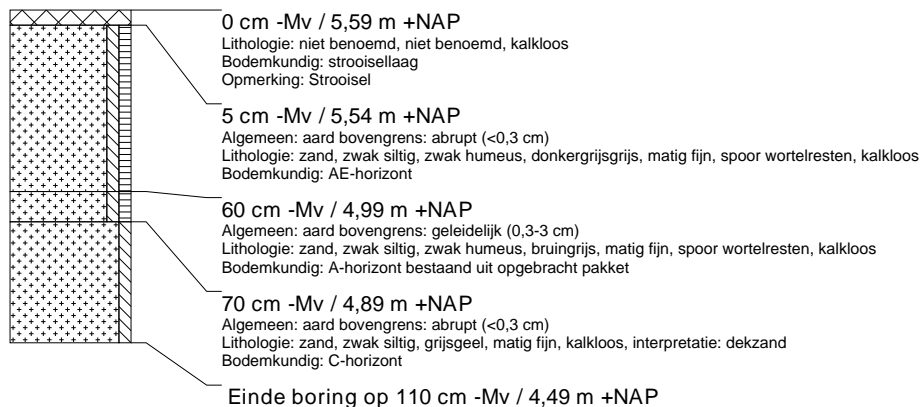 0 cm -Mv / 5,59 m +NAP
Lithologie: niet benoemd, niet benoemd, kalkloos
Bodemkundig: strooisellaag
Opmerking: Strooisel
5 cm -Mv / 5,54 m +NAP
Algemeen: aard bovengrens: abrupt (<0,3 cm)
Lithologie: zand, zwak siltig, zwak humeus, donkergrijsgrijs, matig fijn, spoor wortelresten, kalkloos
Bodemkundig: AE-horizont
60 cm -Mv / 4,99 m +NAP
Algemeen: aard bovengrens: geleidelijk (0,3-3 cm)
Lithologie: zand, zwak siltig, zwak humeus, bruingrijs, matig fijn, spoor wortelresten, kalkloos
Bodemkundig: A-horizont bestaand uit opgebracht pakket
70 cm -Mv / 4,89 m +NAP
Algemeen: aard bovengrens: abrupt (<0,3 cm)
Lithologie: zand, zwak siltig, grijsgeel, matig fijn, kalkloos, interpretatie: dekzand
Bodemkundig: C-horizont
Einde boring op 110 cm -Mv / 4,49 m +NAP